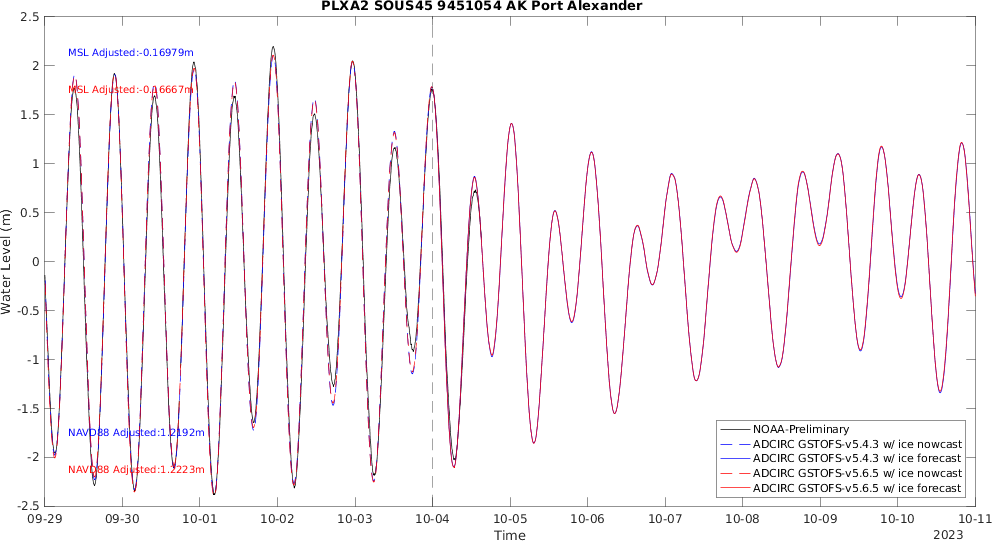 PLXA2 SOUS45 9451054 AK Port Alexander
2.5
2
1.5
1
0.5
0
-0.5
-1
-1.5
-2
-2.5
Water Level (m)
MSL Adjusted:-0.16979m
MSL Adjusted:-0.16667m
NAVD88 Adjusted:1.2192m
NAVD88 Adjusted:1.2223m
NOAA-Preliminary
ADCIRC GSTOFS-v5.4.3 w/ ice nowcast
ADCIRC GSTOFS-v5.4.3 w/ ice forecast
ADCIRC GSTOFS-v5.6.5 w/ ice nowcast
ADCIRC GSTOFS-v5.6.5 w/ ice forecast
09-29 09-30 10-01 10-02 10-03 10-04 10-05 10-06 10-07 10-08 10-09 10-10 10-11
Time
2023